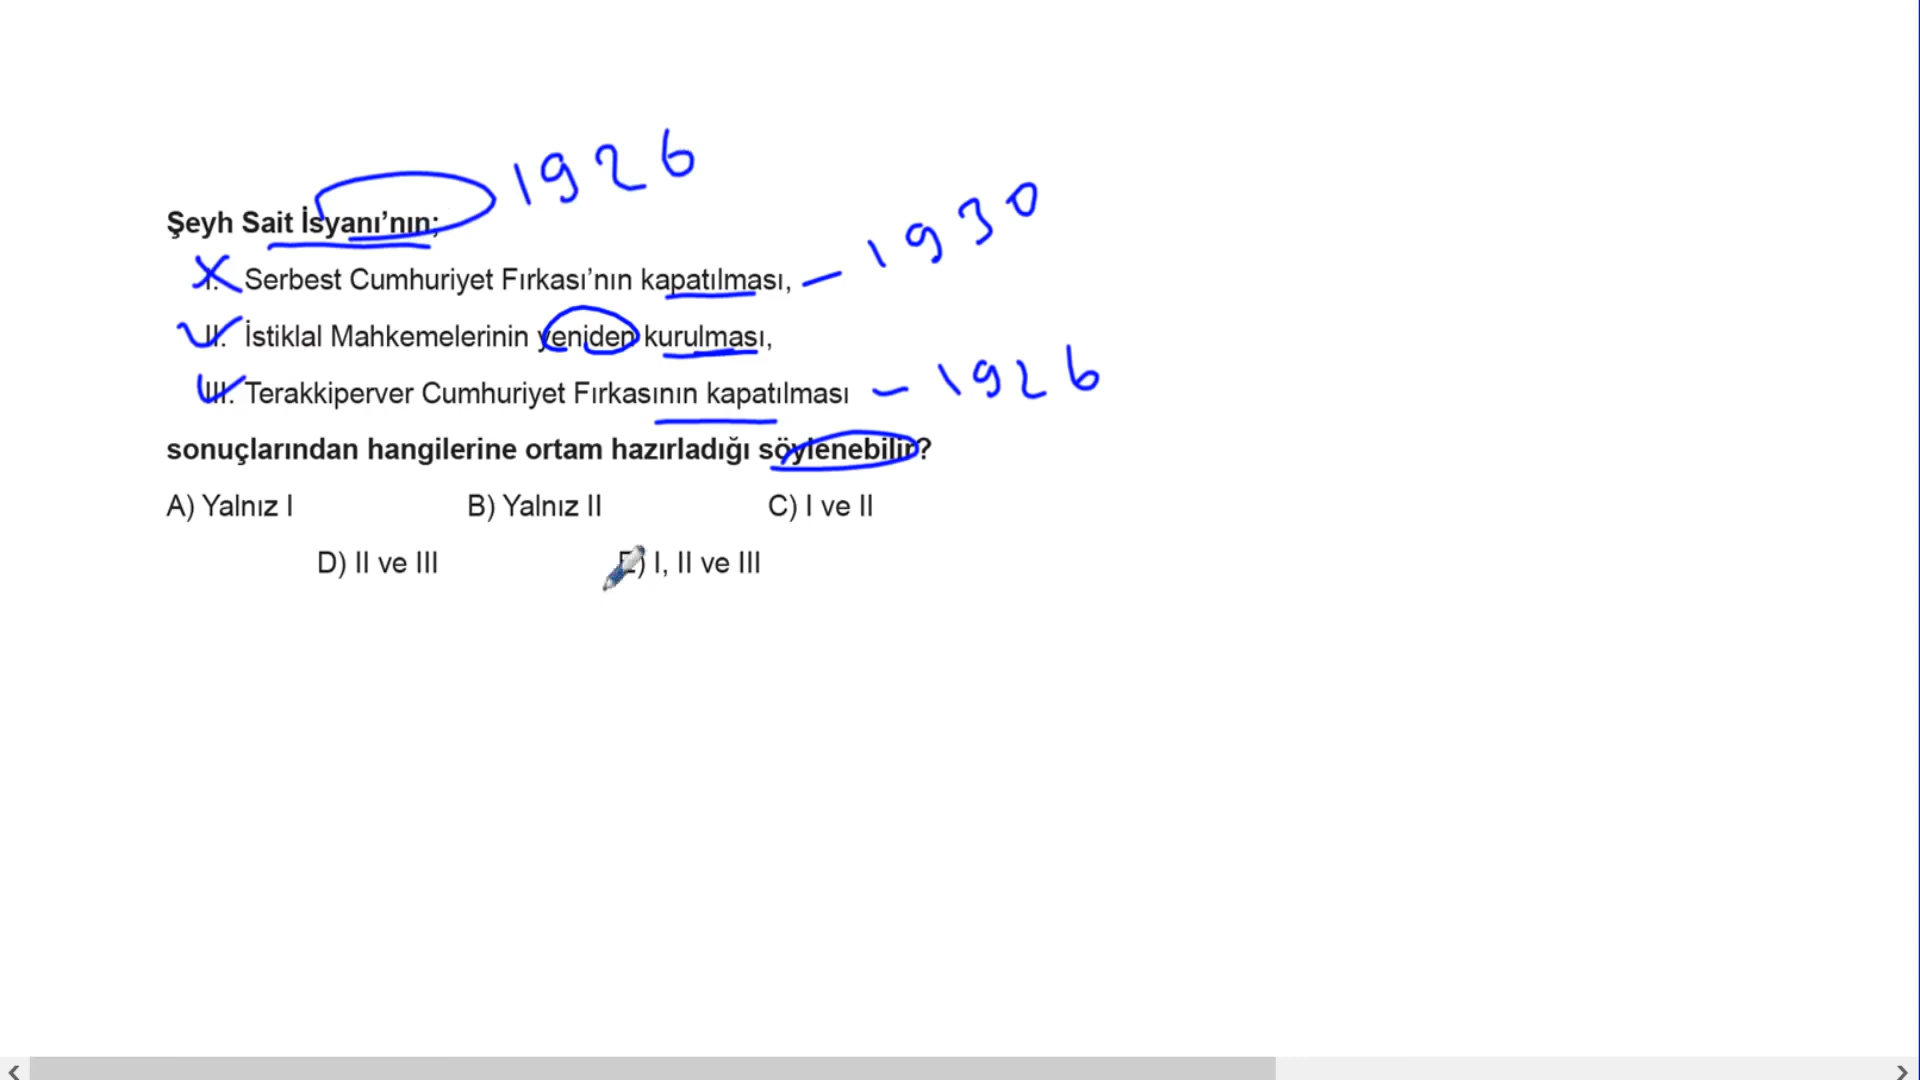 1926
Şeyh Sait İsyanı’nın;
I. Serbest Cumhuriyet Fırkası’nın kapatılması, – 1930
II. İstiklal Mahkemelerinin yeniden kurulması,
III. Terakkiperver Cumhuriyet Fırkasının kapatılması – 1926
sonuçlarından hangilerine ortam hazırladığı söylenebilir?
A) Yalnız I B) Yalnız II C) I ve II
D) II ve III E) I, II ve III